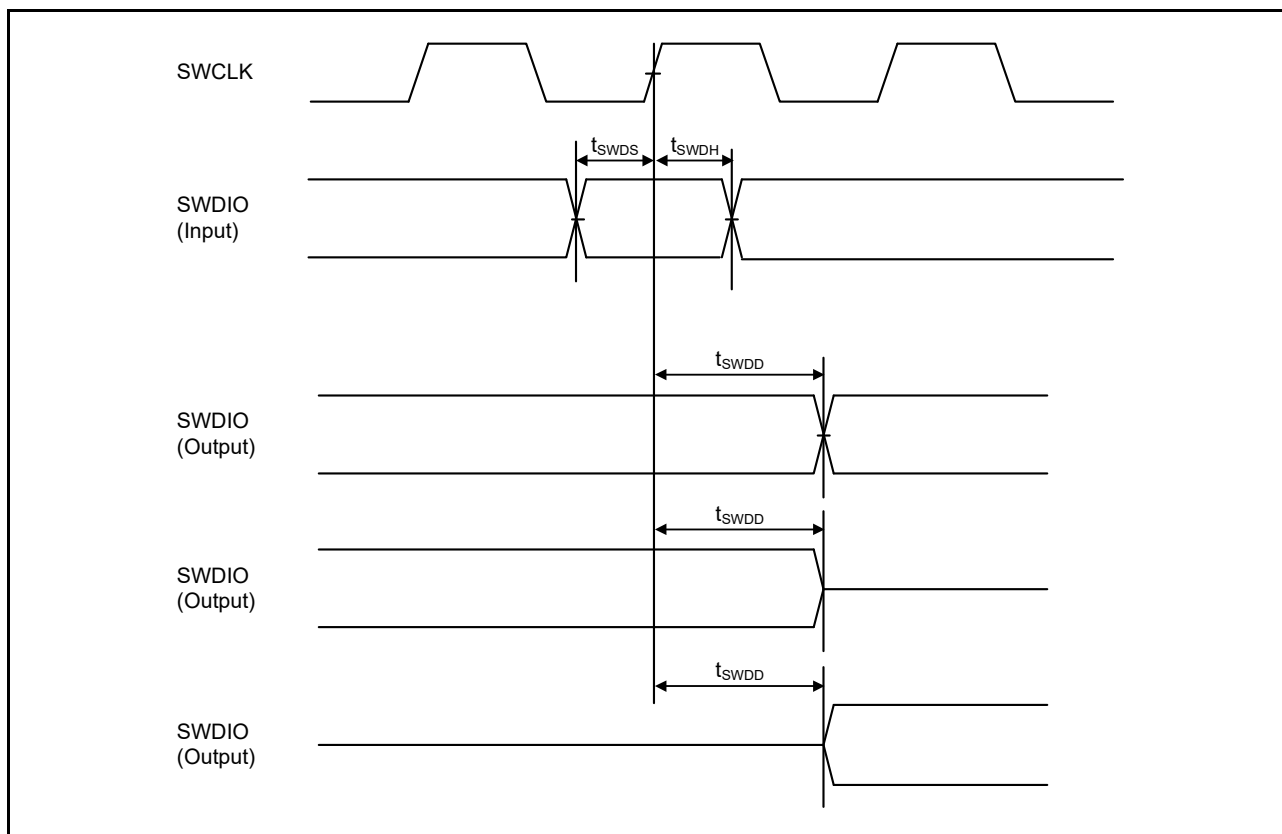 SWCLK
tSWDS
tSWDH
SWDIO
(Input)
tSWDD
SWDIO
(Output)
tSWDD
SWDIO
(Output)
tSWDD
SWDIO
(Output)